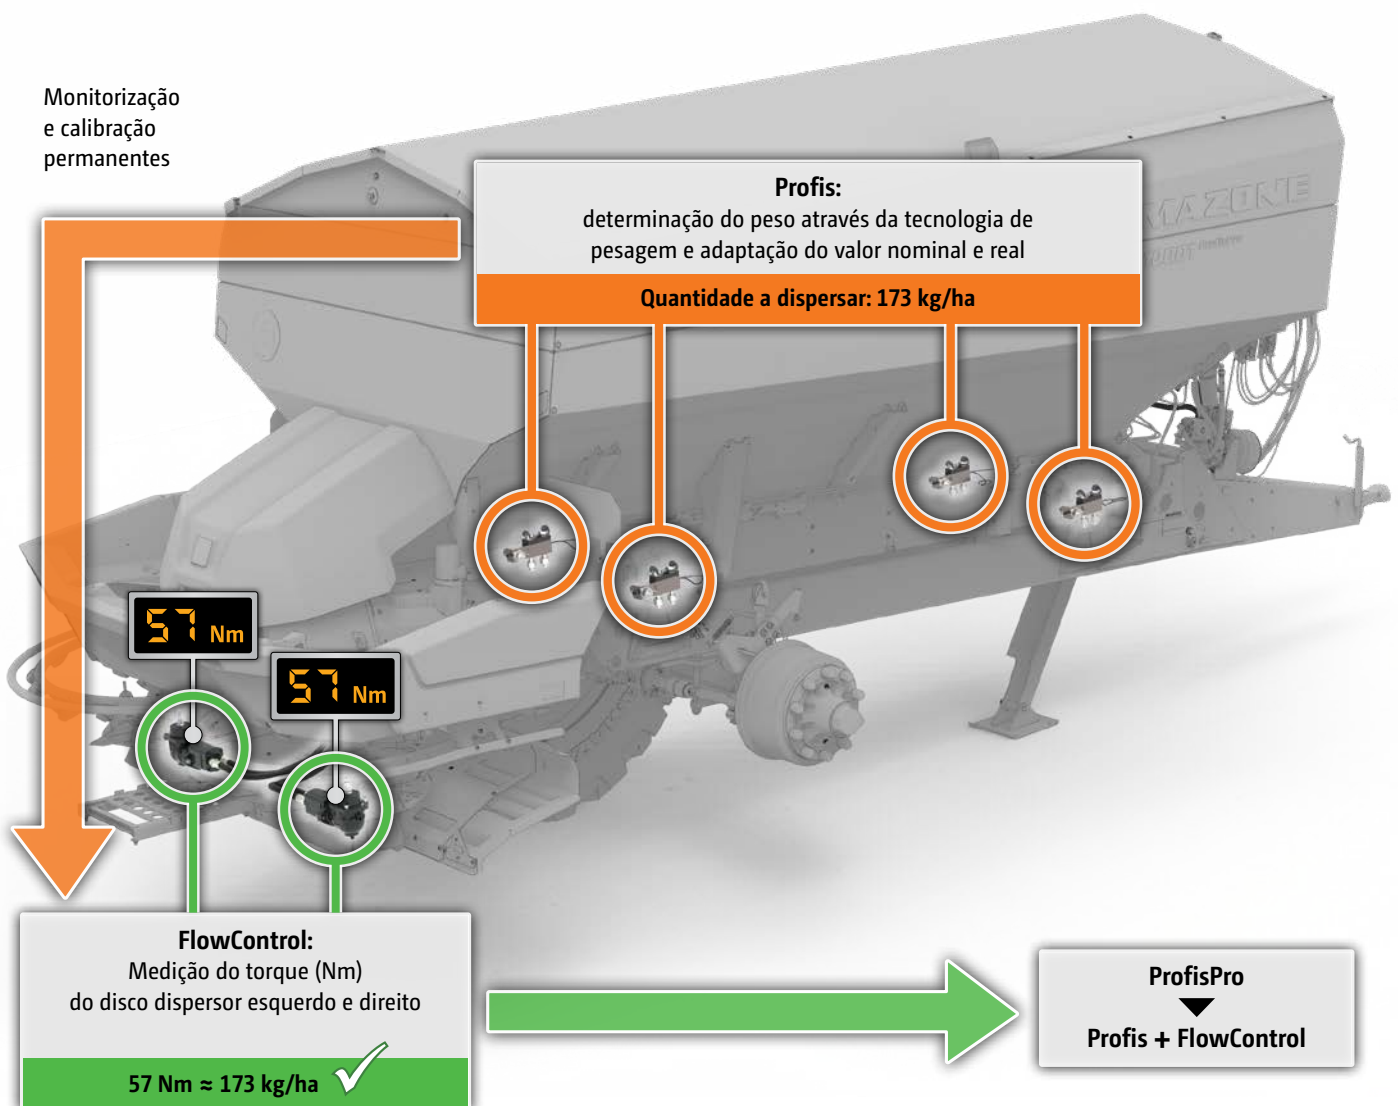 Monitorização
e calibração
permanentes
Profis:
determinação do peso através da tecnologia de
pesagem e adaptação do valor nominal e real
Quantidade a dispersar: 173 kg/ha
AMAZONE
57 Nm
57 Nm
FlowControl:
Medição do torque (Nm)
do disco dispersor esquerdo e direito
57 Nm ≈ 173 kg/ha
ProfisPro
Profis + FlowControl